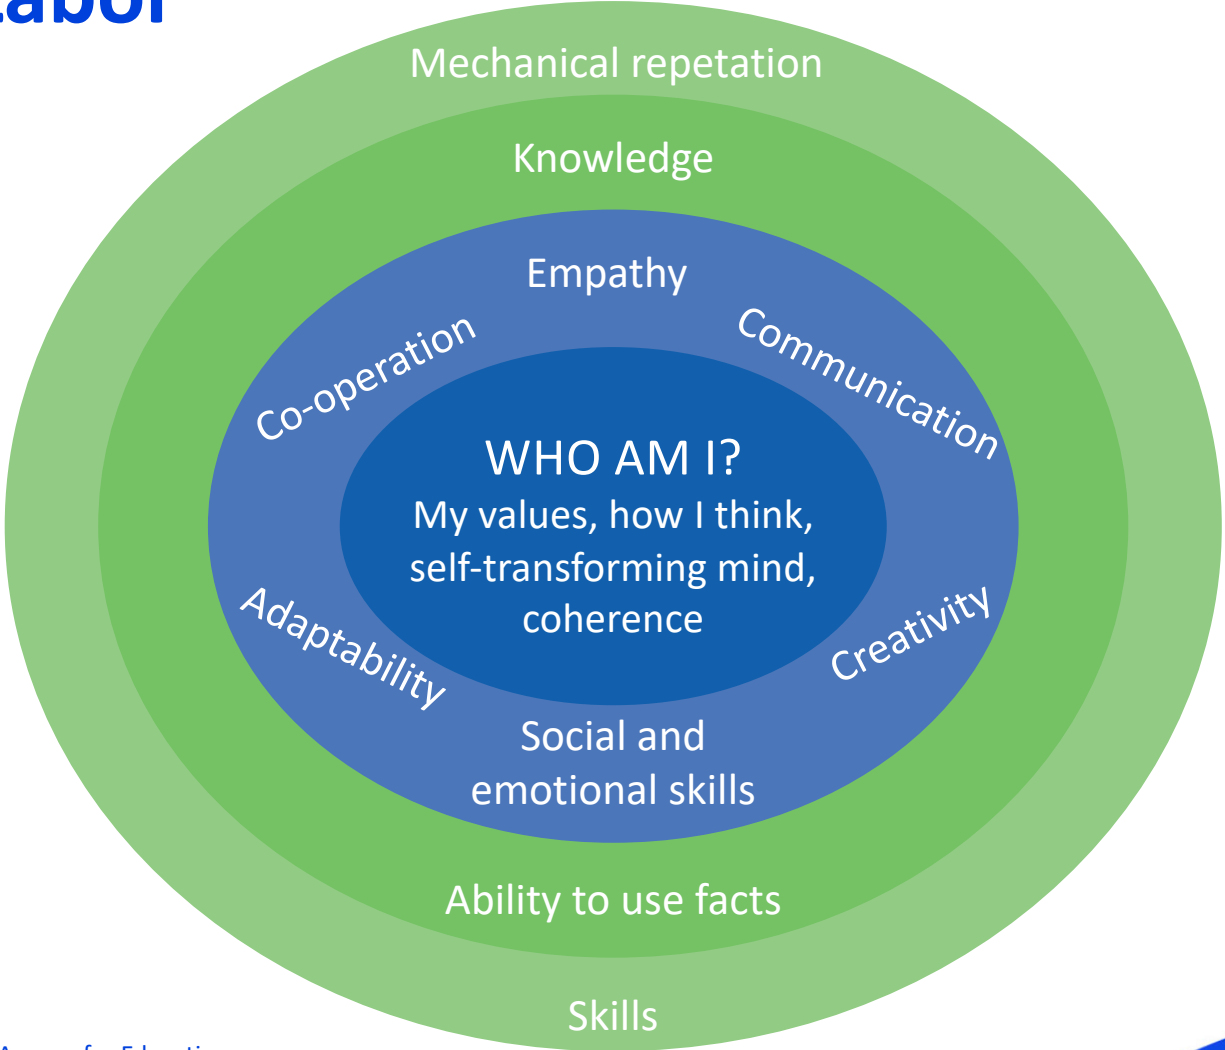 Mechanical repetation
Knowledge
Empathy
Co-operation
Communication
WHO AM I?
My values, how I think,
self-transforming mind,
coherence
Adaptability
Creativity
Social and
emotional skills
Ability to use facts
Skills